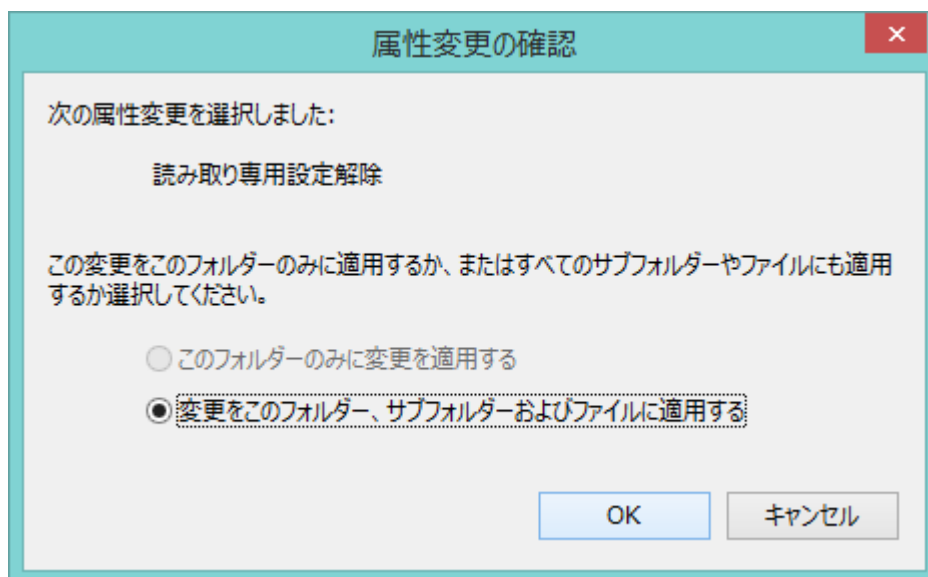 属性変更の確認
次の属性変更を選択しました:
読み取り専用設定解除
この変更をこのフォルダーのみに適用するか、またはすべてのサブフォルダーやファイルにも適用
するか選択してください。
このフォルダーのみに変更を適用する
変更をこのフォルダー、サブフォルダーおよびファイルに適用する
OK キャンセル